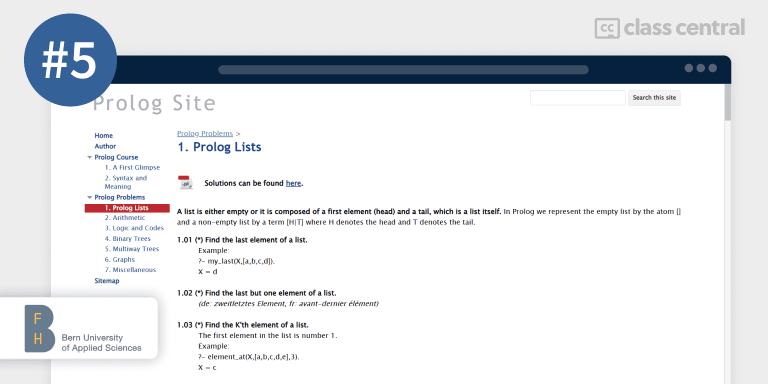 #5
CC class central
Prolog Site
Search this site
Home
Author
Prolog Course
1. A First Glimpse
2. Syntax and
Meaning
Prolog Problems
1. Prolog Lists
2. Arithmetic
3. Logic and Codes
4. Binary Trees
5. Multiway Trees
6. Graphs
7. Miscellaneous
Sitemap
Prolog Problems >
1. Prolog Lists
Solutions can be found here.
A list is either empty or it is composed of a first element (head) and a tail, which is a list itself. In Prolog we represent the empty list by the atom []
and a non-empty list by a term [H|T] where H denotes the head and T denotes the tail.
1.01 (*) Find the last element of a list.
Example:
?- my_last(X,[a,b,c,d]).
X = d
1.02 (*) Find the last but one element of a list.
(de: zweitletztes Element, fr: avant-dernier élément)
1.03 (*) Find the K'th element of a list.
The first element in the list is number 1.
Example:
?- element_at(X,[a,b,c,d,e],3).
X = c
F
H
Bern University
of Applied Sciences